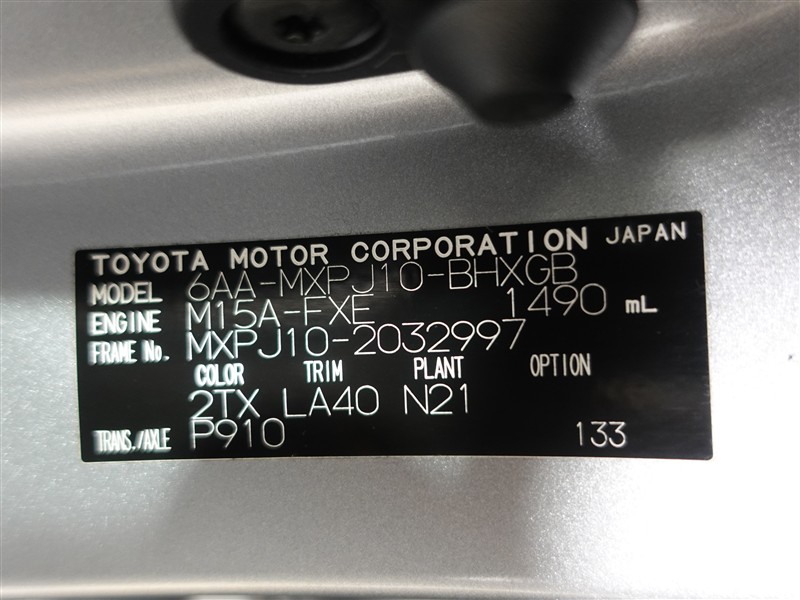 TOYOTA MOTOR CORPORATION JAPAN
MODEL 6AA-MXPJ10-BHXGB
ENGINE M15A-FXE 1490 mL
FRAME No. MXPJ10-2032997
COLOR TRIM PLANT OPTION
2TX LA40 N21
TRANS./AXLE P910 133